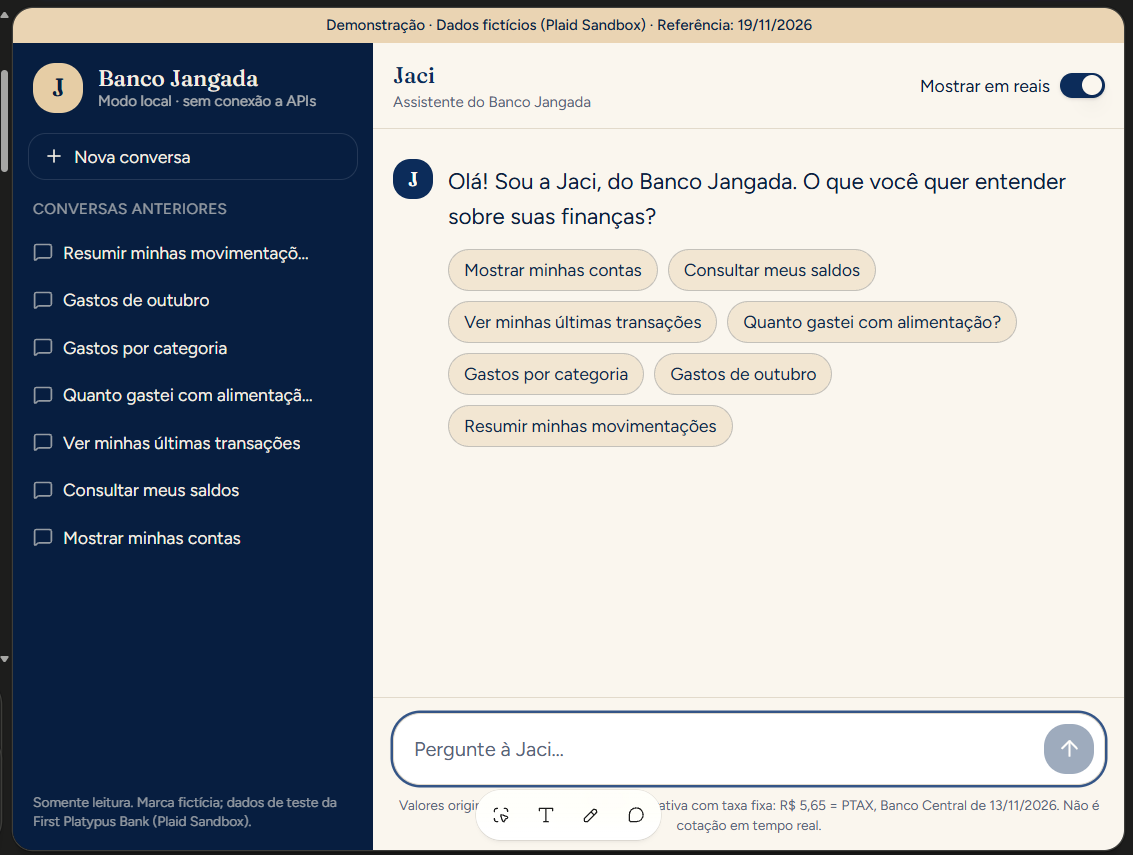 Demonstração · Dados fictícios (Plaid Sandbox) · Referência: 19/11/2026
J
Banco Jangada
Modo local · sem conexão a APIs
Nova conversa
CONVERSAS ANTERIORES
Resumir minhas movimentaçõ...
Gastos de outubro
Gastos por categoria
Quanto gastei com alimentaçã...
Ver minhas últimas transações
Consultar meus saldos
Mostrar minhas contas
Somente leitura. Marca fictícia; dados de teste da
First Platypus Bank (Plaid Sandbox).
Jaci
Assistente do Banco Jangada
Mostrar em reais
J
Olá! Sou a Jaci, do Banco Jangada. O que você quer entender
sobre suas finanças?
Mostrar minhas contas
Consultar meus saldos
Ver minhas últimas transações
Quanto gastei com alimentação?
Gastos por categoria
Gastos de outubro
Resumir minhas movimentações
Pergunte à Jaci...
Valores origin
T
ativa com taxa fixa: R$ 5,65 = PTAX, Banco Central de 13/11/2026. Não é
cotação em tempo real.